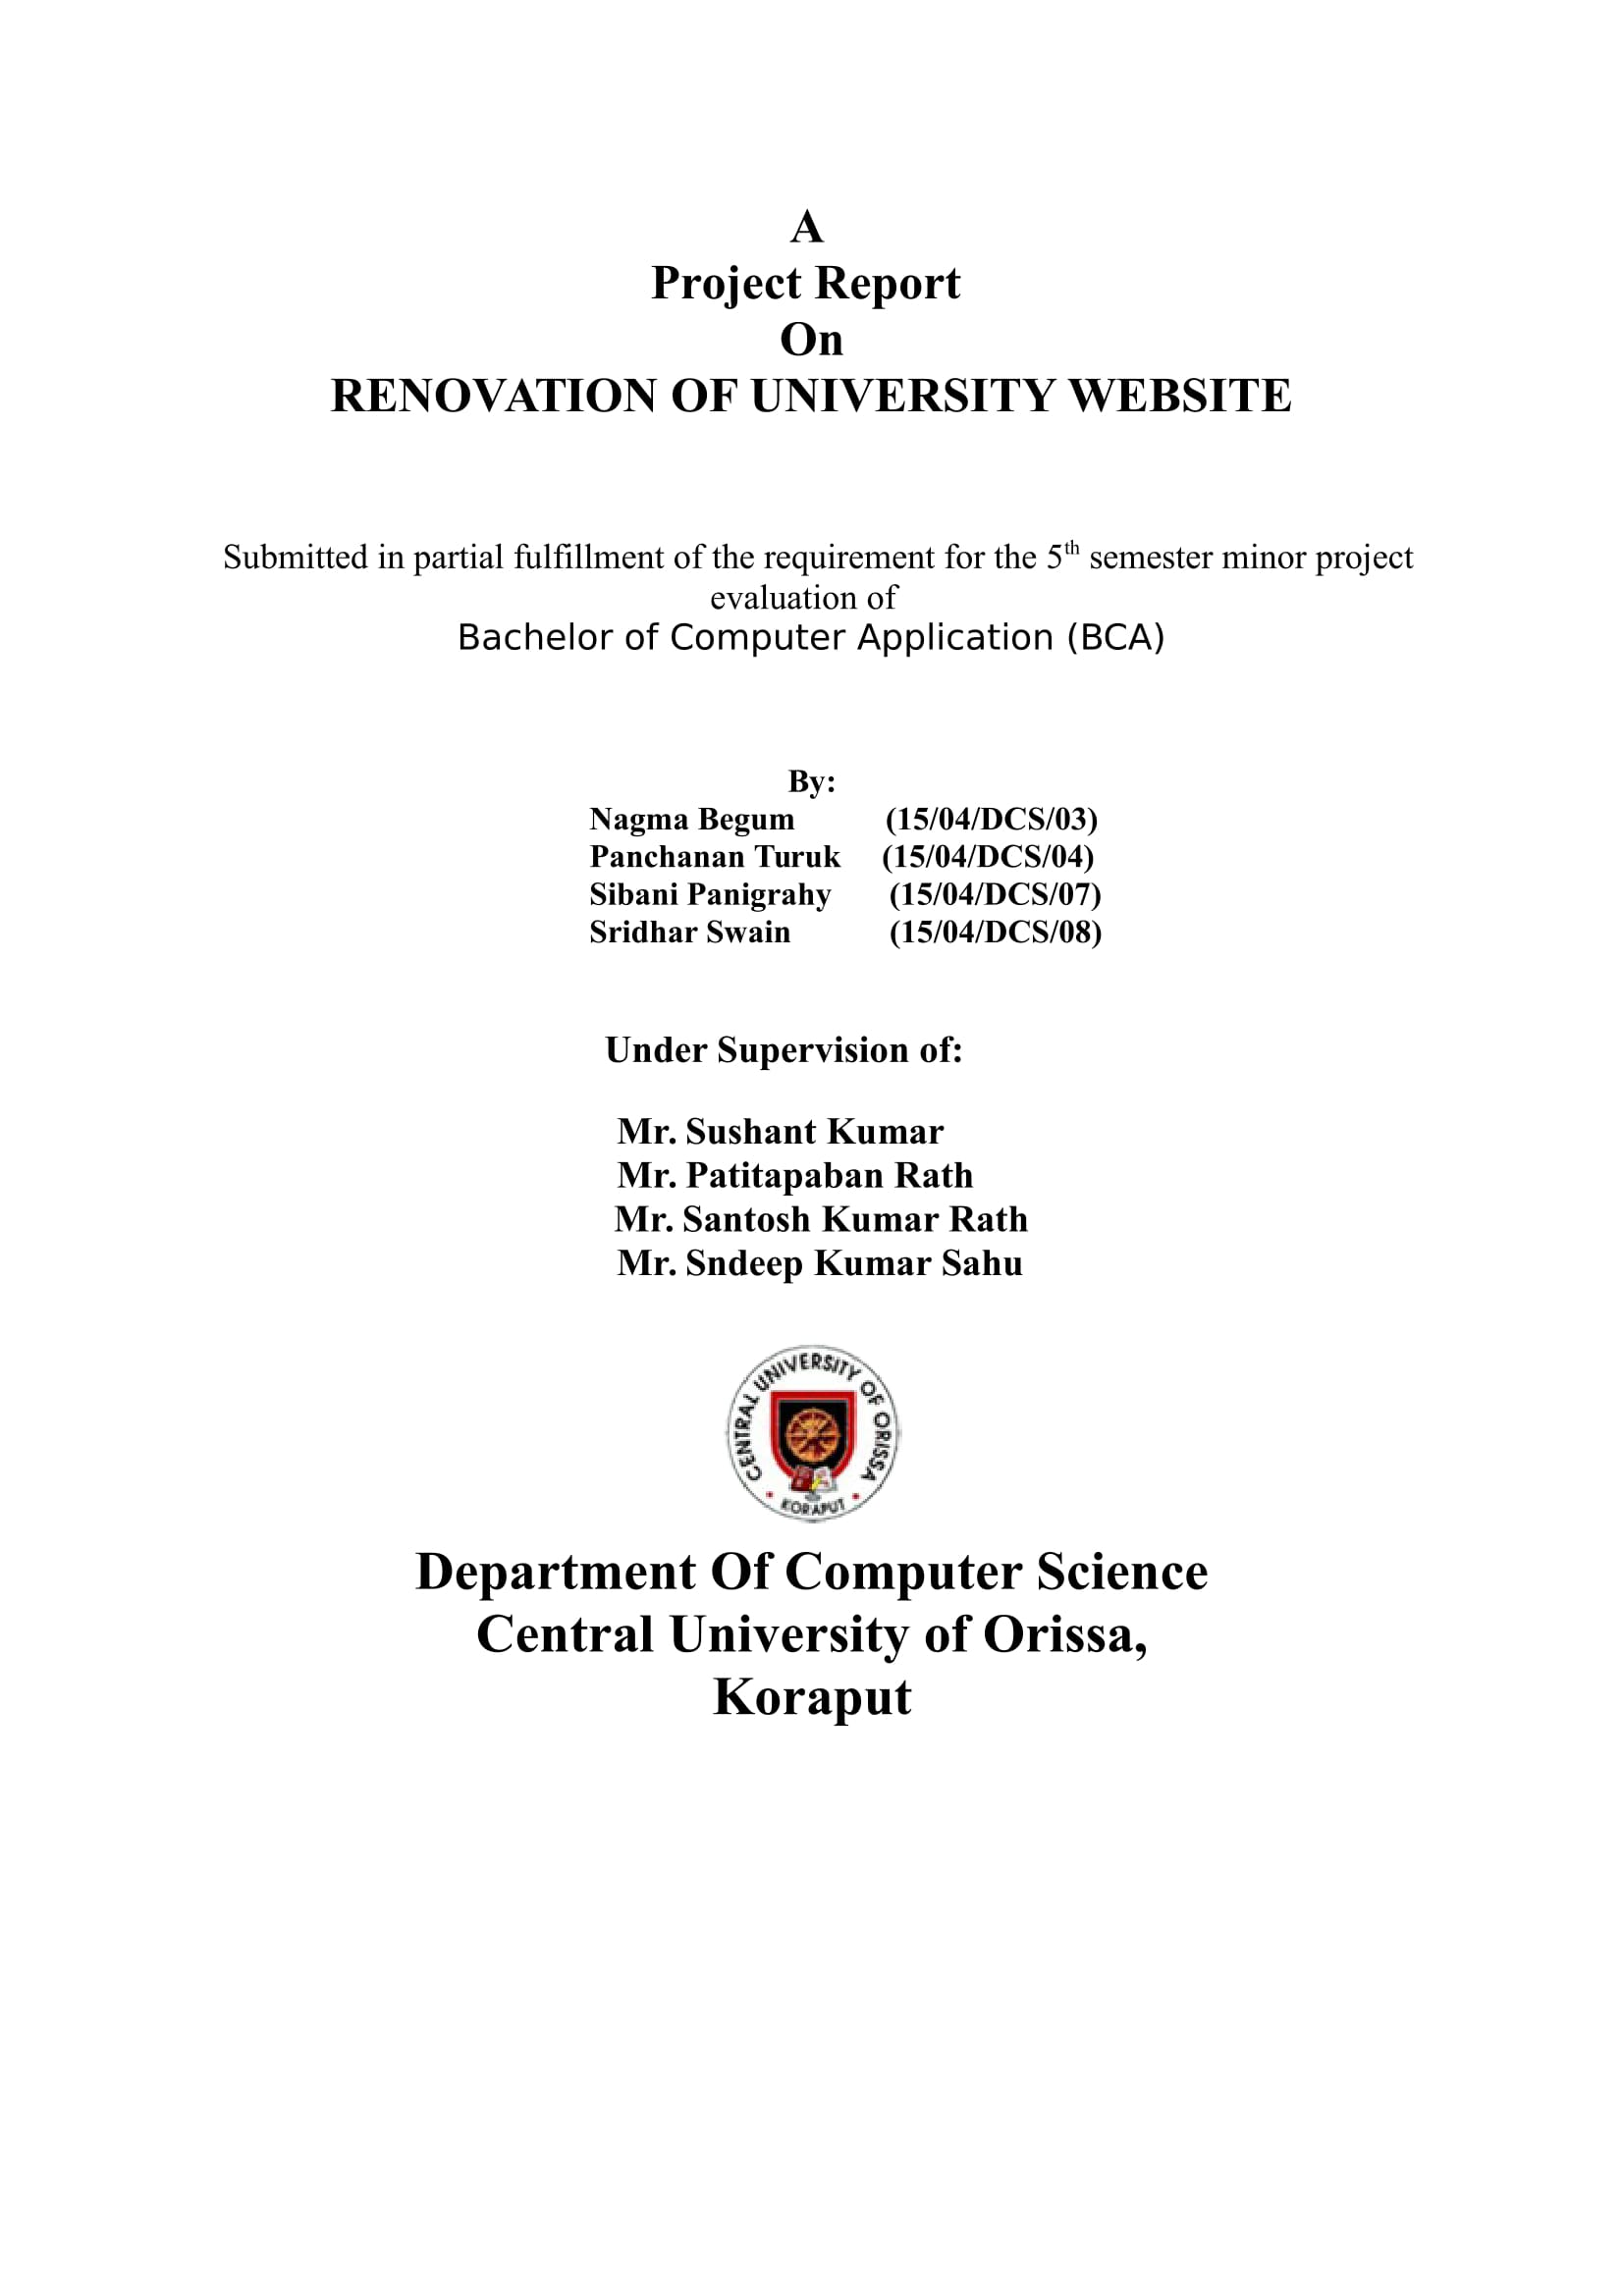 A
Project Report
On
RENOVATION OF UNIVERSITY WEBSITE
Submitted in partial fulfillment of the requirement for the 5th semester minor project
evaluation of
Bachelor of Computer Application (BCA)
By:
Nagma Begum (15/04/DCS/03)
Panchanan Turuk (15/04/DCS/04)
Sibani Panigrahy (15/04/DCS/07)
Sridhar Swain (15/04/DCS/08)
Under Supervision of:
Mr. Sushant Kumar
Mr. Patitapaban Rath
Mr. Santosh Kumar Rath
Mr. Sndeep Kumar Sahu
CENTRAL UNIVERSITY OF ORISSA
KORAPUT
Department Of Computer Science
Central University of Orissa,
Koraput